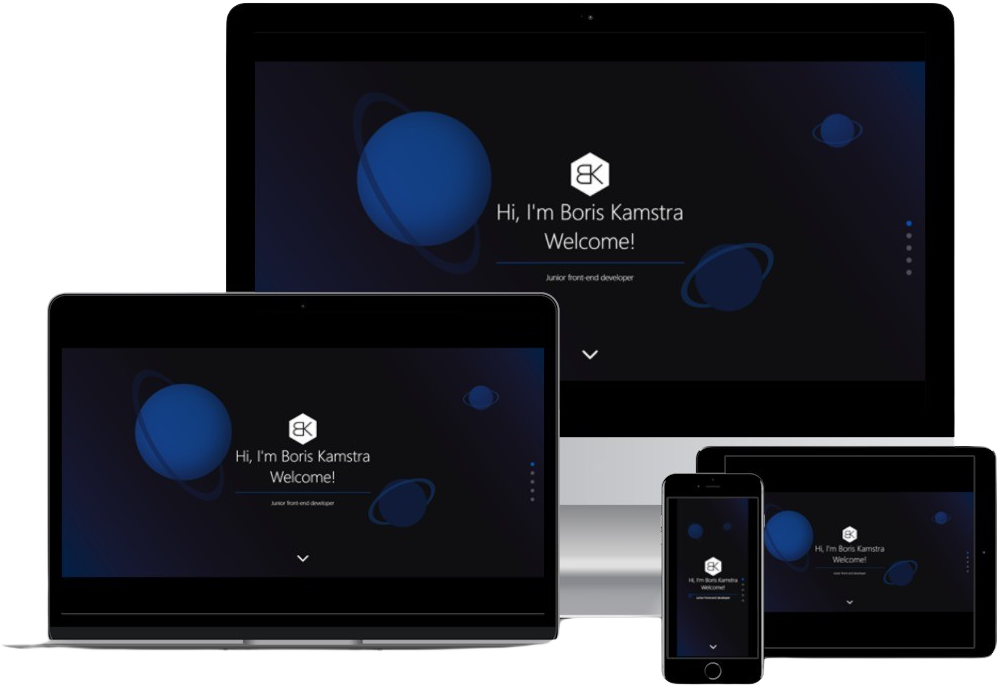 BK
Hi, I'm Boris Kamstra
Welcome!
Junior front-end developer
BK
Hi, I'm Boris Kamstra
Welcome!
Junior front-end developer
BK
Hi, I'm Boris Kamstra
Welcome!
Junior front-end developer
BK
Hi, I'm Boris Kamstra
Welcome!
Junior front-end developer